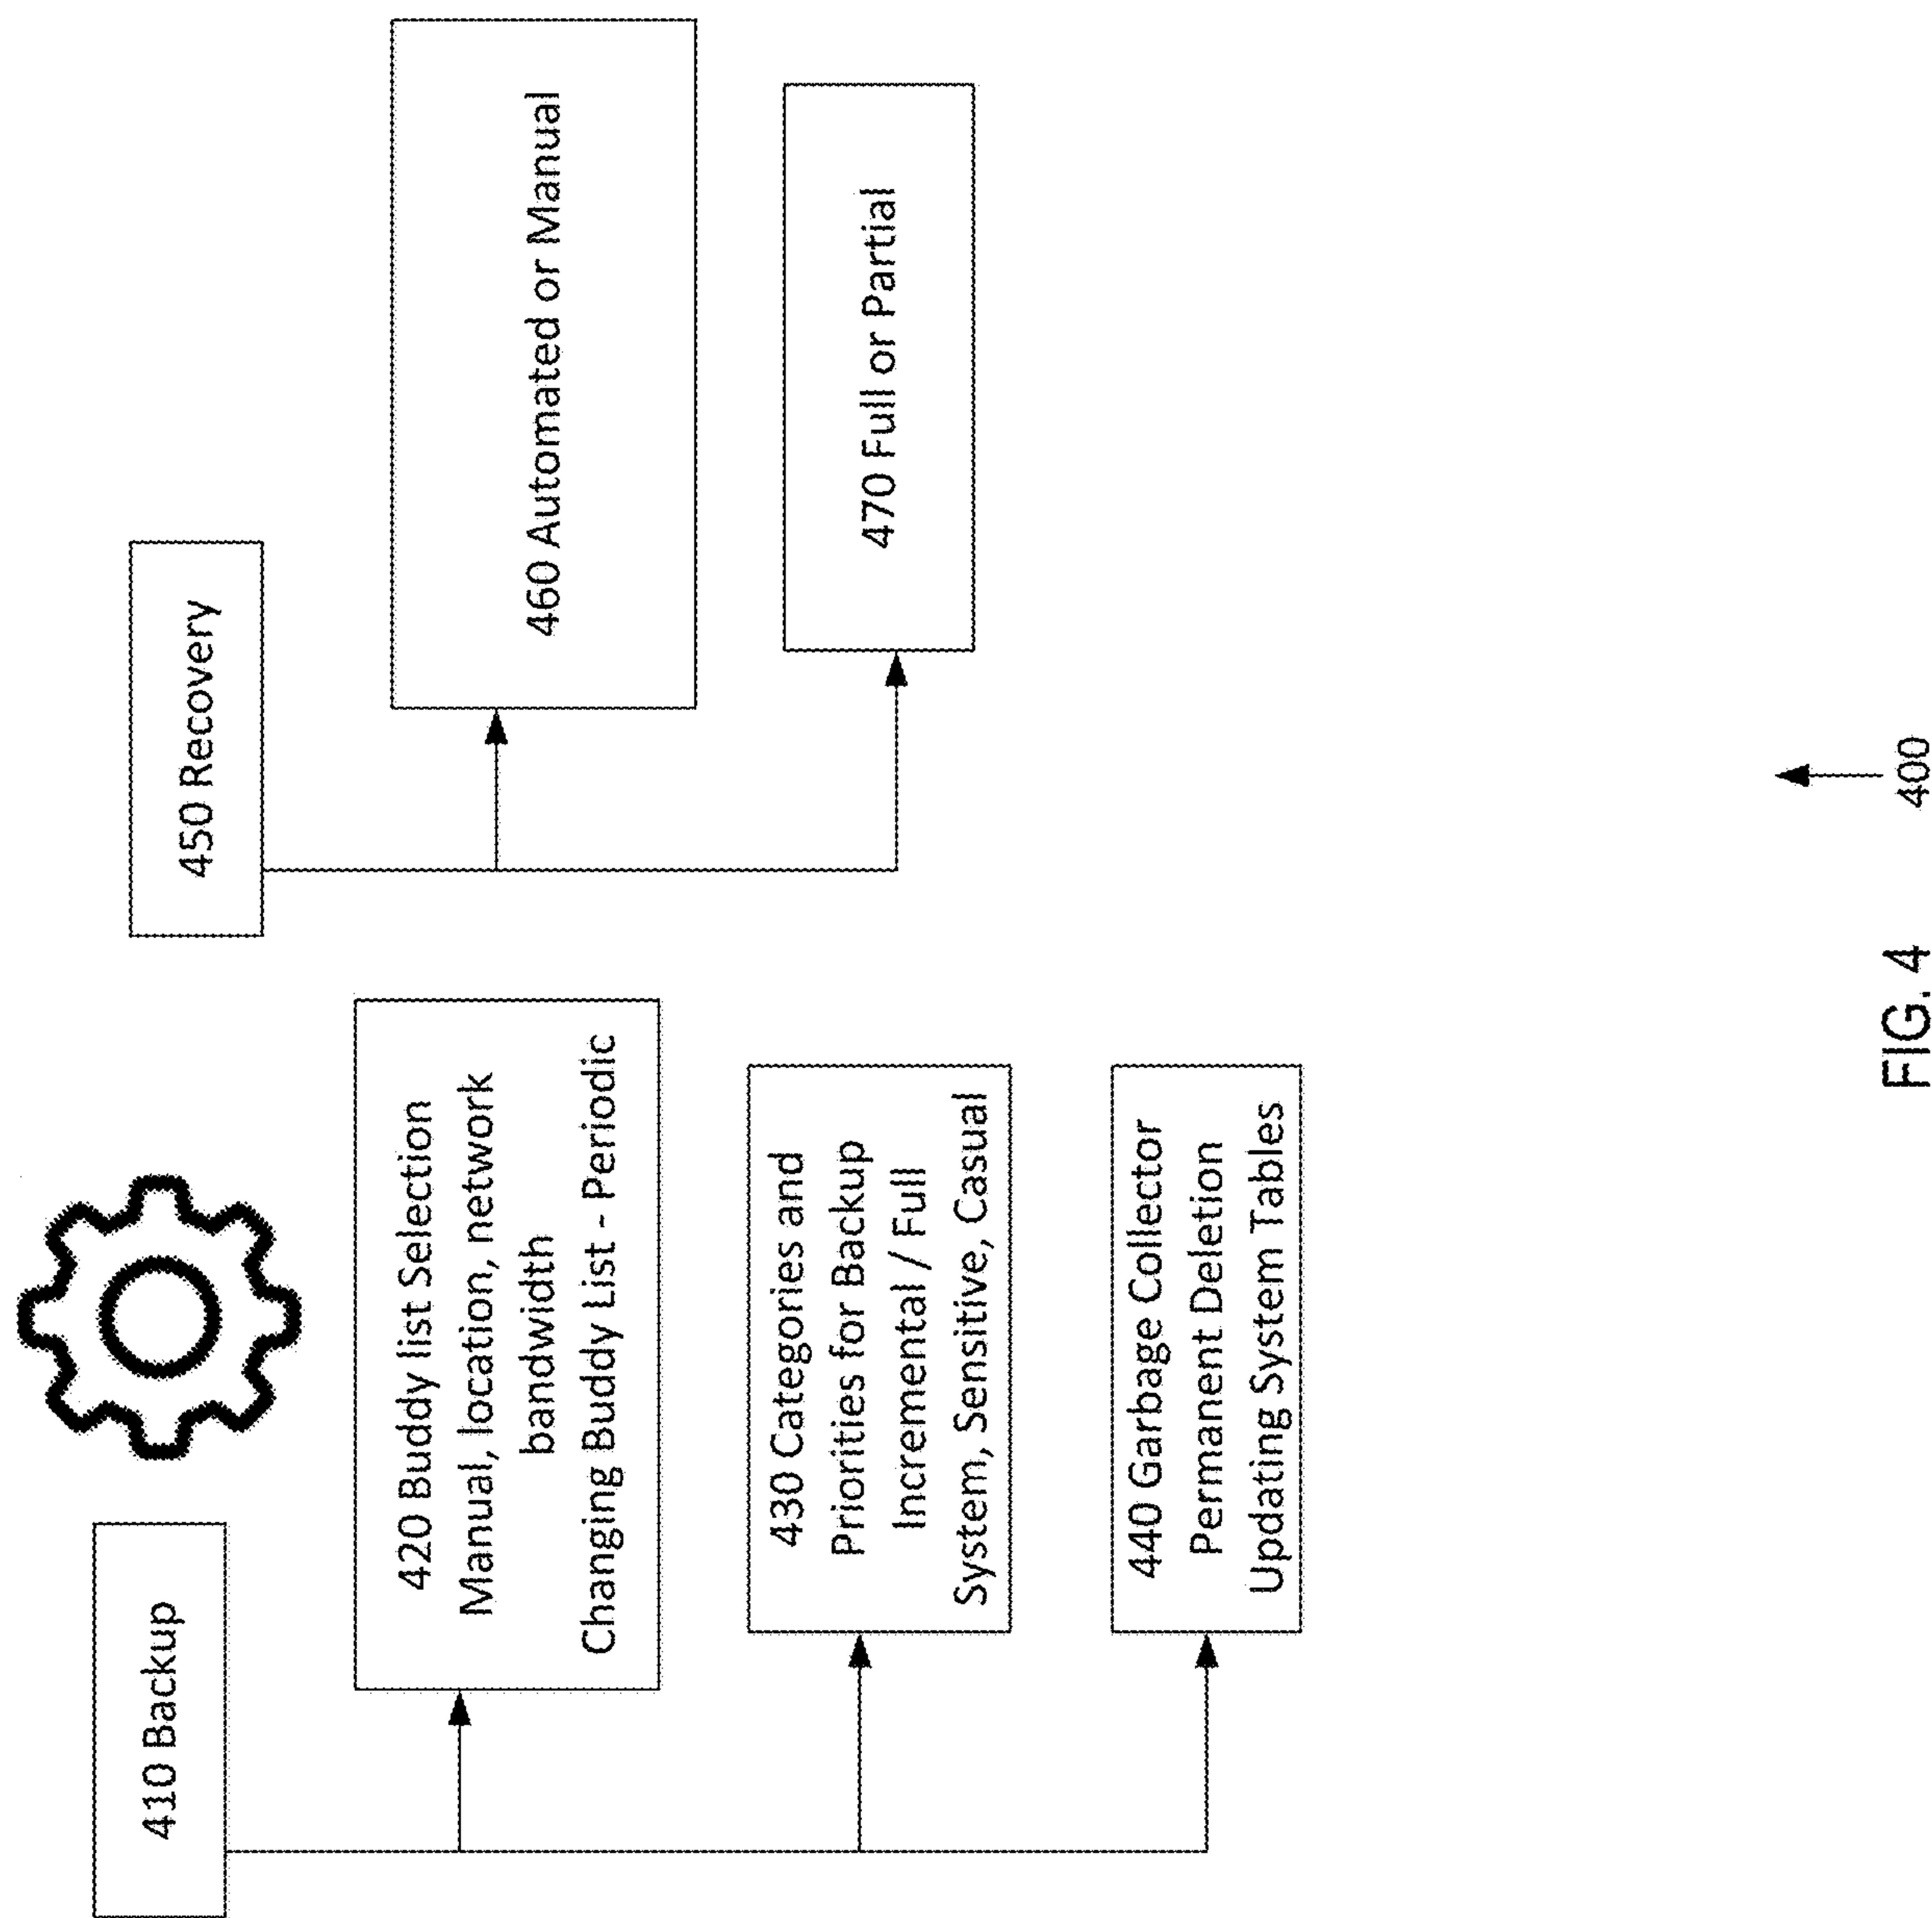 410 Backup
420 Buddy list Selection
Manual, location, network
bandwidth
Changing Buddy List - Periodic
430 Categories and
Priorities for Backup
Incremental / Full
System, Sensitive, Casual
440 Garbage Collector
Permanent Deletion
Updating System Tables
450 Recovery
460 Automated or Manual
470 Full or Partial
FIG. 4
400